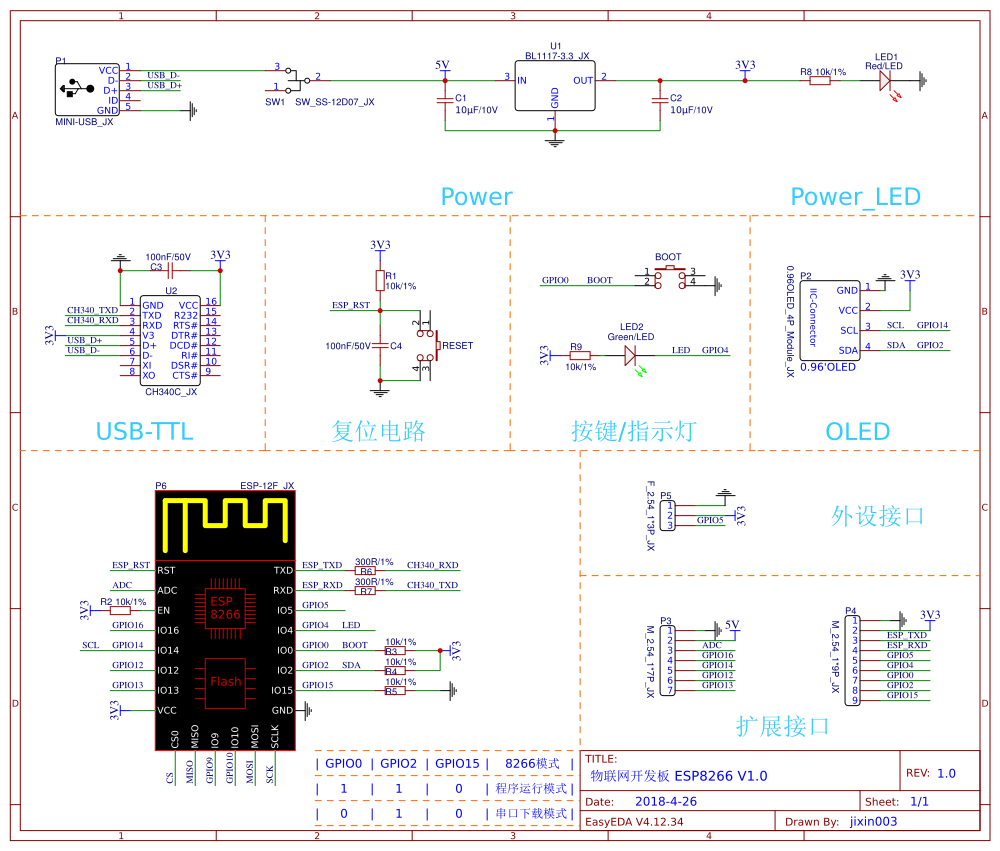 1 2 3 4
A A
B B
C C
D D
P1
VCC 1
D- 2 USB_D-
D+ 3 USB_D+
ID 4
GND 5
MINI-USB_JX
3
1
2
SW1 SW_SS-12D07_JX
5V
C1
10μF/10V
U1
BL1117-3.3 JX
3 IN OUT 2
GND
1
C2
10μF/10V
3V3
R8 10k/1%
LED1
Red/LED
Power
Power_LED
100nF/50V
C3
3V3
U2
1 GND VCC 16
CH340_TXD 2 TXD R232 15
CH340_RXD 3 RXD RTS# 14
3V3 4 V3 DTR# 13
USB_D+ 5 D+ DCD# 12
USB_D- 6 D- RI# 11
7 XI DSR# 10
8 XO CTS# 9
CH340C_JX
USB-TTL
3V3
R1
10k/1%
ESP_RST
100nF/50V C4
2 1
RESET
4 3
复位电路
BOOT
GPIO0 BOOT
1 3
2 4
LED2
Green/LED
3V3 R9
10k/1%
LED GPIO4
按键/指示灯
P2
0.96OLED_4P_Module_JX
IIC-Connector
GND 1
VCC 2
SCL 3 SCL GPIO14
SDA 4 SDA GPIO2
3V3
0.96'OLED
OLED
P6 ESP-12F JX
ESP_RST RST
ADC ADC
3V3 R2 10k/1% EN
GPIO16 IO16
SCL GPIO14 IO14
GPIO12 IO12
GPIO13 IO13
3V3 VCC
ESP
8266
Flash
TXD ESP_TXD 300R/1% R6 CH340_RXD
RXD ESP_RXD 300R/1% R7 CH340_TXD
IO5 GPIO5
IO4 GPIO4 LED
IO0 GPIO0 BOOT 10k/1% R3 3V3
IO2 GPIO2 SDA 10k/1% R4
IO15 GPIO15 10k/1% R5
GND
CS0 MISO IO9 IO10 MOSI SCLK
CS MISO GPIO9 GPIO10 MOSI SCK
P5
F_2.54_1*3P_JX
1
2 3V3
3 GPIO5
外设接口
P3
M_2.54_1*7P_JX
1
2 5V
3 ADC
4 GPIO16
5 GPIO14
6 GPIO12
7 GPIO13
P4
M_2.54_1*9P_JX
1
2 3V3
3 ESP_TXD
4 ESP_RXD
5 GPIO5
6 GPIO4
7 GPIO0
8 GPIO2
9 GPIO15
扩展接口
| GPIO0 | GPIO2 | GPIO15 | 8266模式 |
| 1 | 1 | 0 | 程序运行模式 |
| 0 | 1 | 0 | 串口下载模式 |
TITLE:
物联网开发板 ESP8266 V1.0
REV: 1.0
Date: 2018-4-26
Sheet: 1/1
EasyEDA V4.12.34
Drawn By: jixin003
1 2 3 4